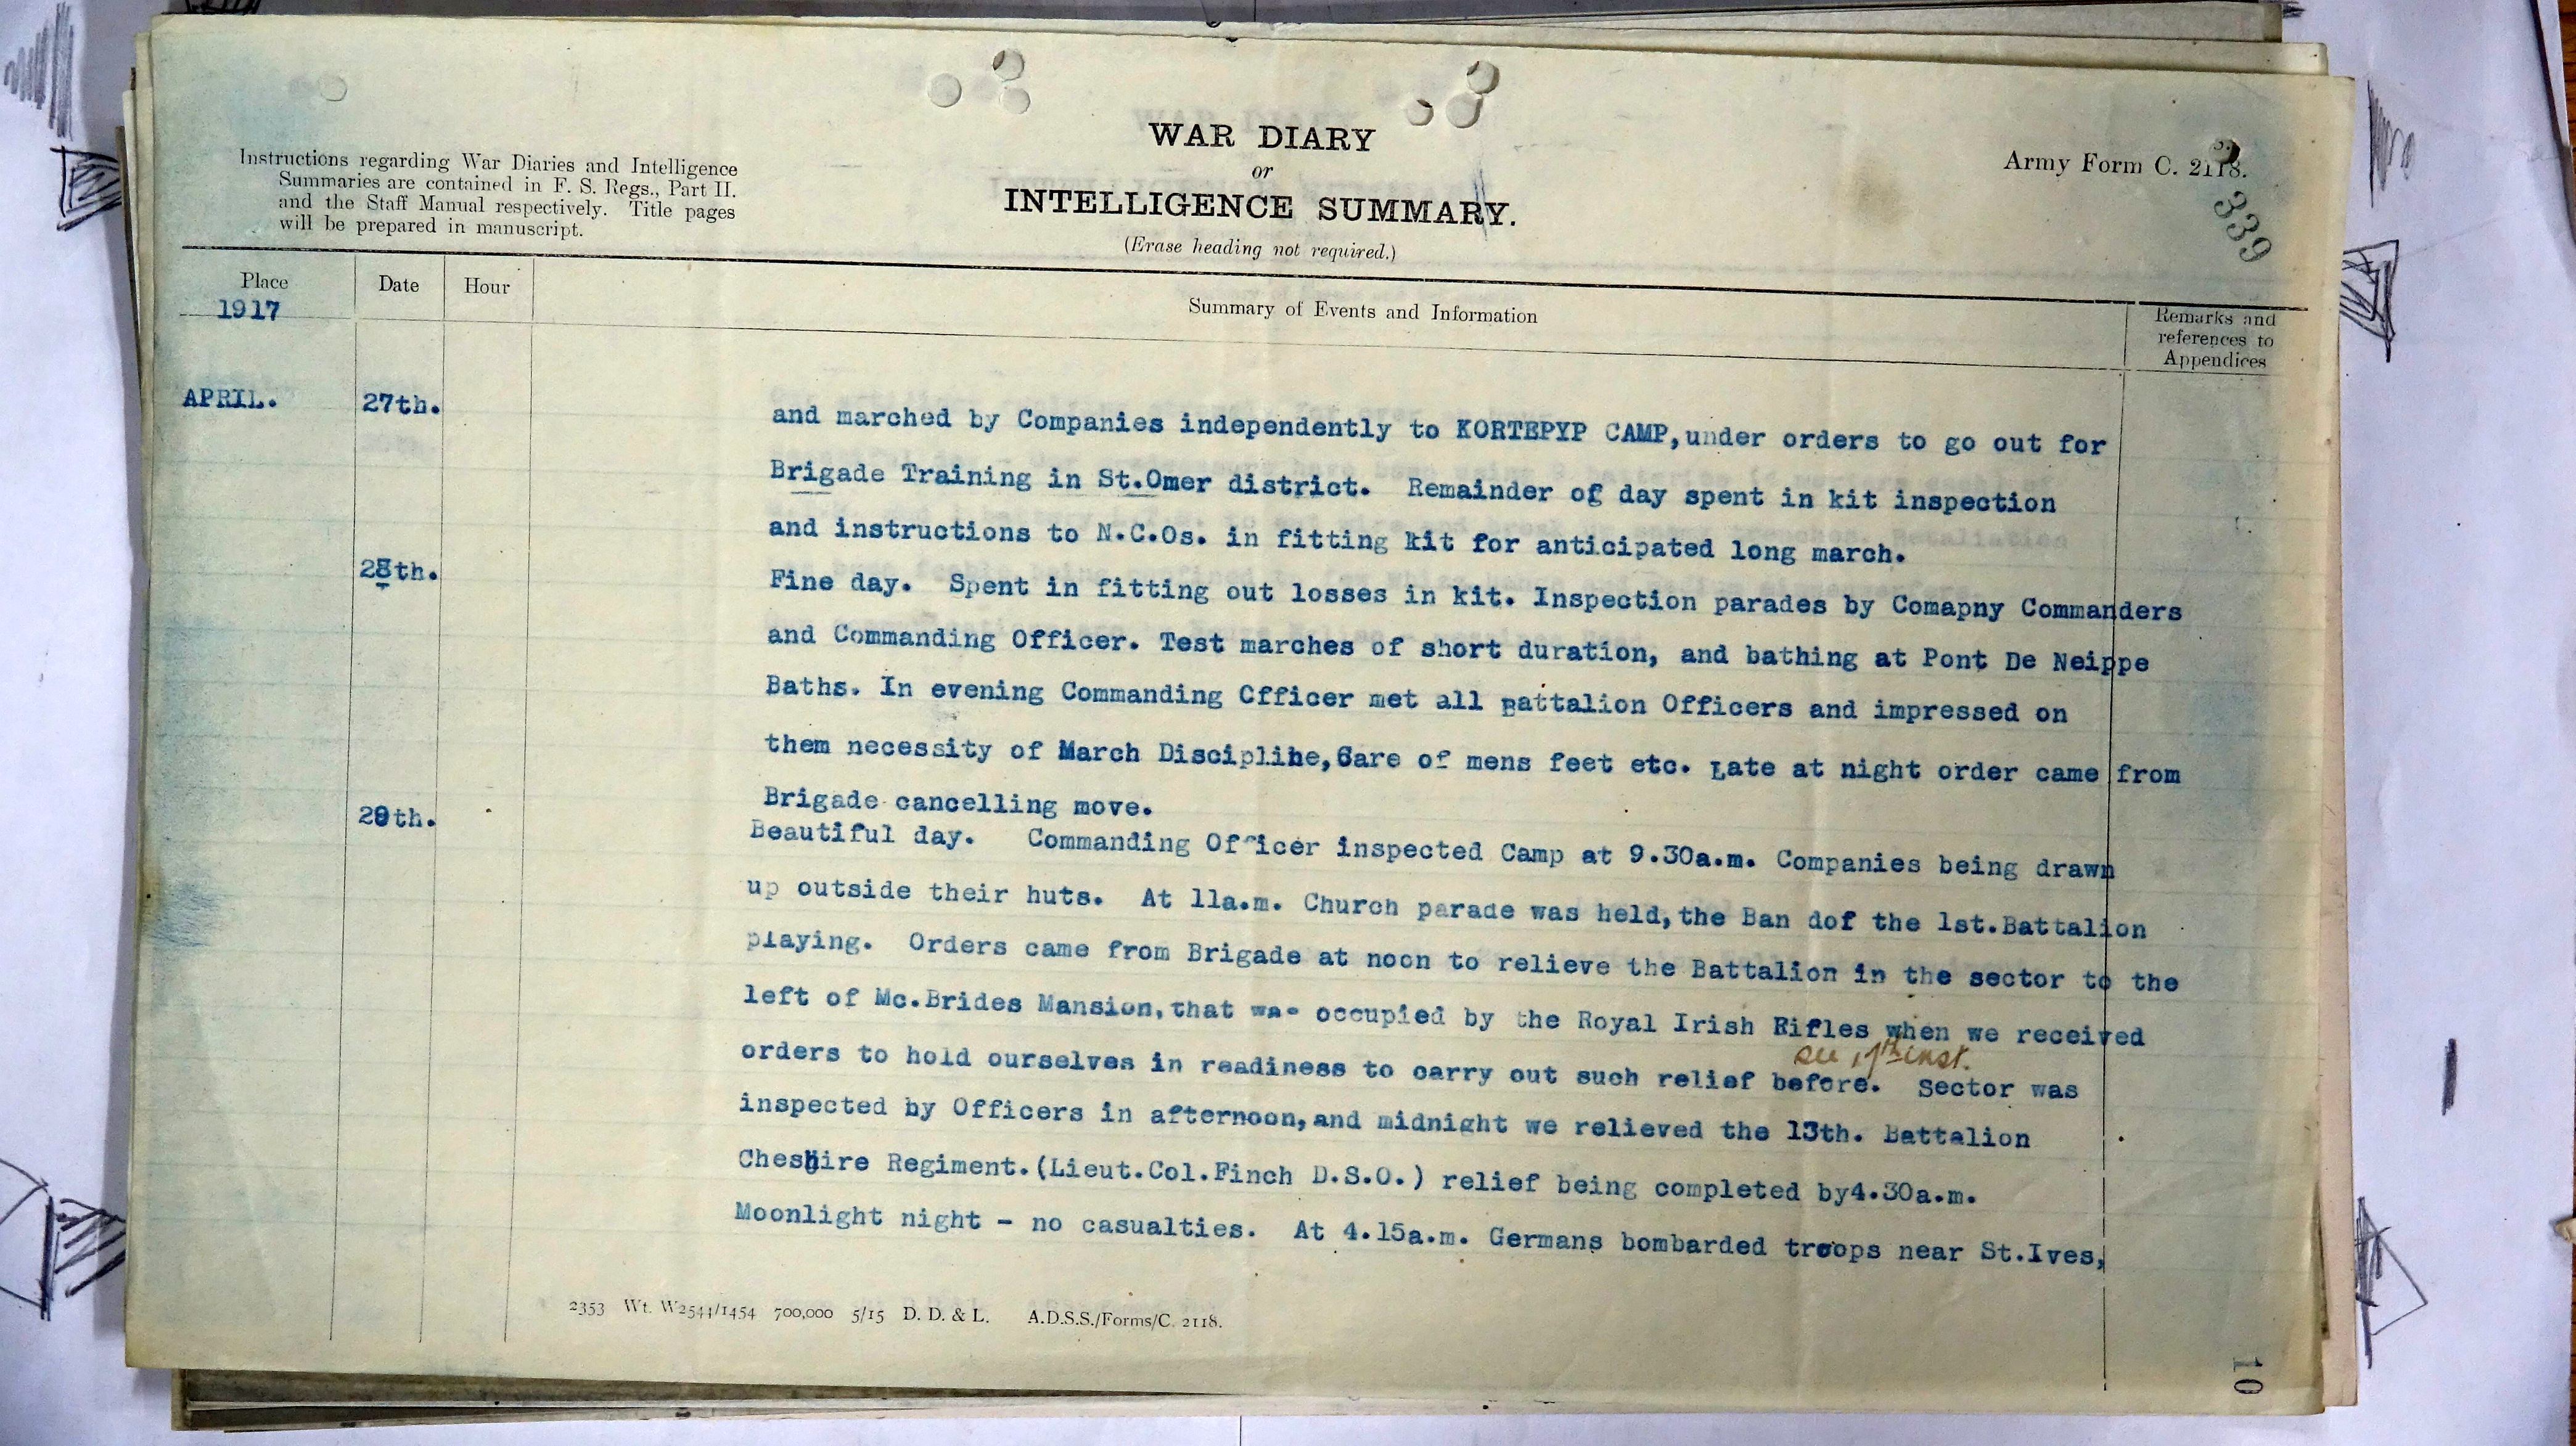 WAR DIARY
or
INTELLIGENCE SUMMARY.
(Erase heading not required.)
Instructions regarding War Diaries and Intelligence
Summaries are contained in F. S. Regs., Part II.
and the Staff Manual respectively. Title pages
will be prepared in manuscript.
Army Form C. 2118.
339
Place
1917
Date
Hour
Summary of Events and Information
Remarks and
references to
Appendices
APRIL.
27th.
and marched by Companies independently to KORTEPYP CAMP,under orders to go out for
Brigade Training in St.Omer district. Remainder of day spent in kit inspection
and instructions to N.C.Os. in fitting kit for anticipated long march.
28th.
Fine day. Spent in fitting out losses in kit. Inspection parades by Comapny Commanders
and Commanding Officer. Test marches of short duration, and bathing at Pont De Neippe
Baths. In evening Commanding Officer met all Battalion Officers and impressed on
them necessity of March Discipline,Care of mens feet etc. Late at night order came from
Brigade cancelling move.
29th.
Beautiful day. Commanding Officer inspected Camp at 9.30a.m. Companies being drawn
up outside their huts. At 11a.m. Church parade was held,the Ban dof the 1st.Battalion
playing. Orders came from Brigade at noon to relieve the Battalion in the sector to the
left of Mc.Brides Mansion,that was occupied by the Royal Irish Rifles when we received
see 17th inst.
orders to hold ourselves in readiness to carry out such relief before. Sector was
inspected by Officers in afternoon,and midnight we relieved the 13th. Battalion
Cheshire Regiment.(Lieut.Col.Finch D.S.O.) relief being completed by4.30a.m.
Moonlight night - no casualties. At 4.15a.m. Germans bombarded troops near St.Ives,
2353 Wt. W2544/1454 700,000 5/15 D. D. & L. A.D.S.S./Forms/C. 2118.
10